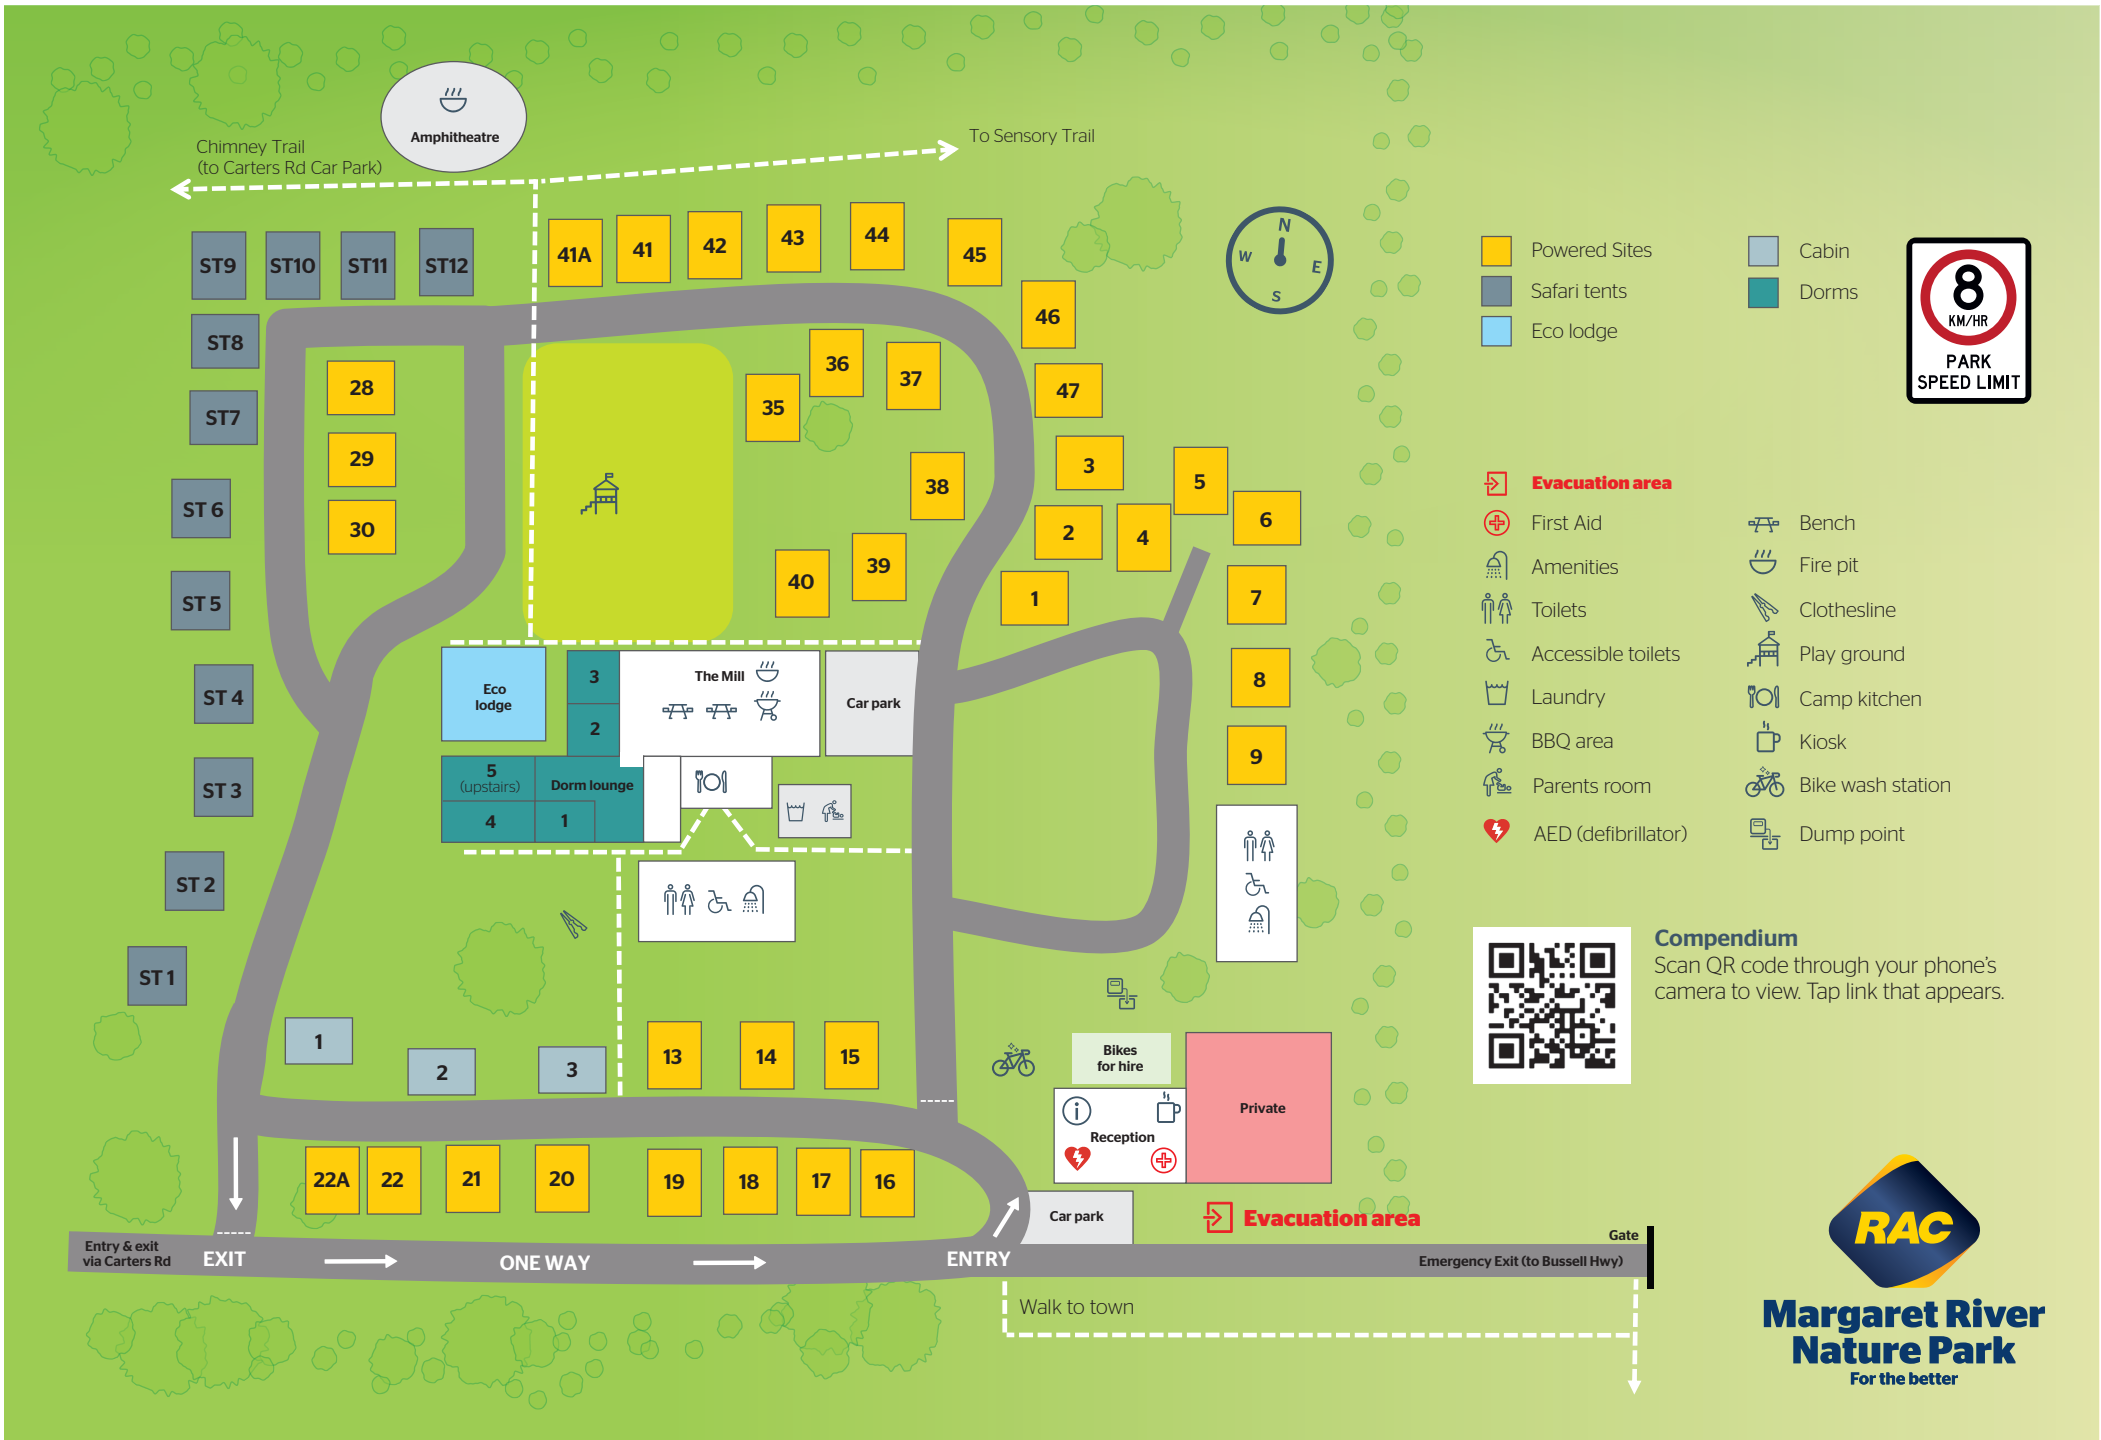 Amphitheatre
Chimney Trail
(to Carters Rd Car Park)
To Sensory Trail
ST9
ST10
ST11
ST12
41A
41
42
43
44
45
46
47
N
W
E
S
Powered Sites
Safari tents
Eco lodge
Cabin
Dorms
8
KM/HR
PARK
SPEED LIMIT
ST8
ST7
ST 6
ST 5
ST 4
ST 3
ST 2
ST 1
28
29
30
35
36
37
38
39
40
3
5
6
2
4
1
7
8
9
Evacuation area
First Aid
Amenities
Toilets
Accessible toilets
Laundry
BBQ area
Parents room
AED (defibrillator)
Bench
Fire pit
Clothesline
Play ground
Camp kitchen
Kiosk
Bike wash station
Dump point
Eco
lodge
3
2
The Mill
Car park
5
(upstairs)
Dorm lounge
4
1
Compendium
Scan QR code through your phone's
camera to view. Tap link that appears.
1
2
3
13
14
15
Bikes
for hire
Private
i
Reception
22A
22
21
20
19
18
17
16
Car park
Evacuation area
Gate
Entry & exit
via Carters Rd
EXIT
ONE WAY
ENTRY
Emergency Exit (to Bussell Hwy)
Walk to town
RAC
Margaret River
Nature Park
For the better